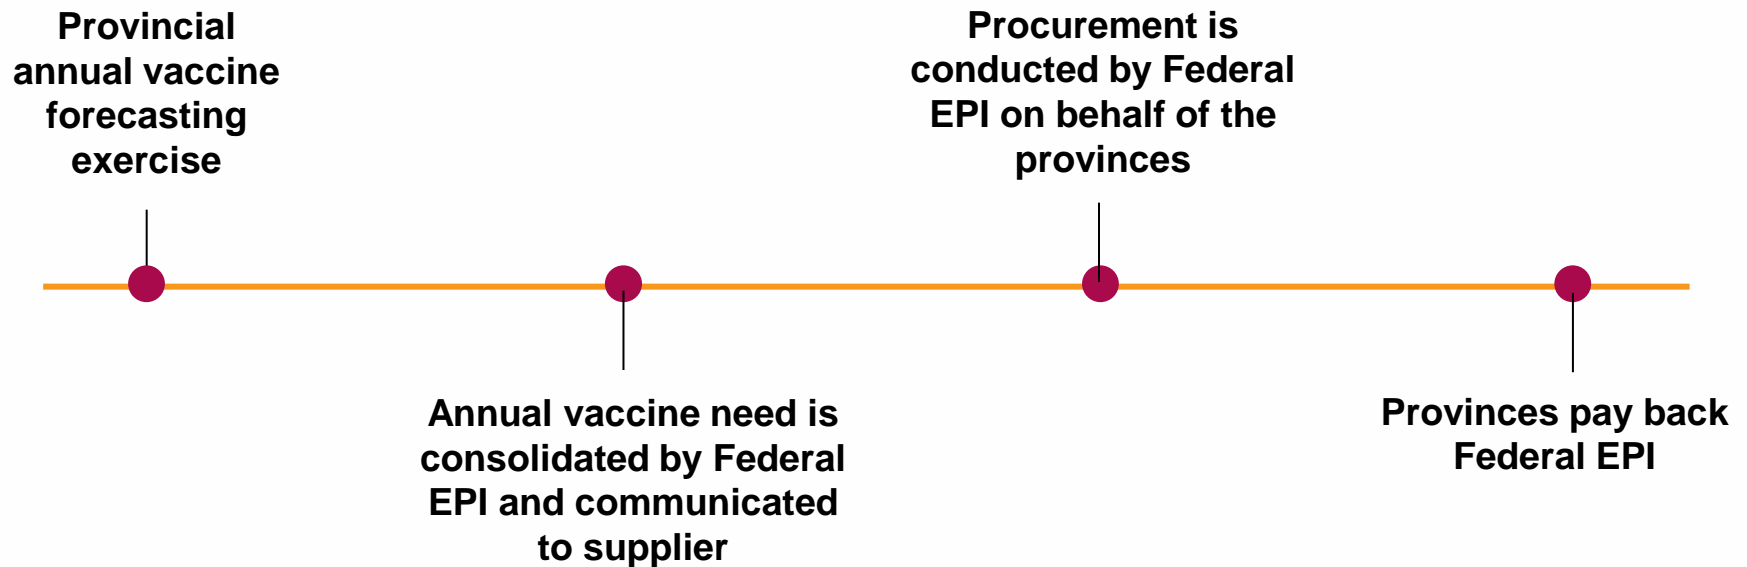 Provincial
annual vaccine
forecasting
exercise
Annual vaccine need is
consolidated by Federal
EPI and communicated
to supplier
Procurement is
conducted by Federal
EPI on behalf of the
provinces
Provinces pay back
Federal EPI